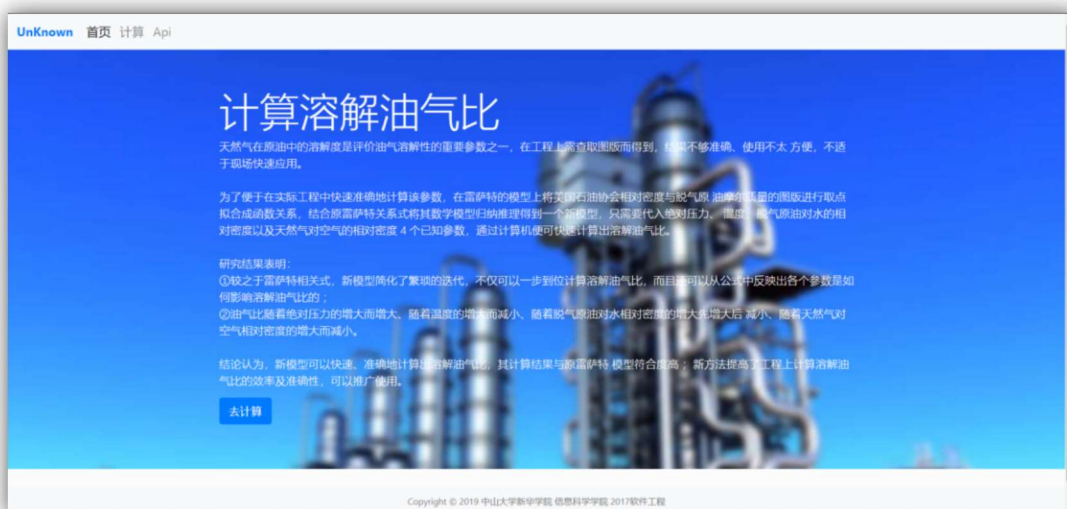 UnKnown 首页 计算 Api
计算溶解油气比
天然气在原油中的溶解度是评价油气溶解性的重要参数之一，在工程上需查取图版而得到，结果不够准确、使用不太 方便，不适
于现场快速应用。
为了便于在实际工程中快速准确地计算该参数，在雷萨特的模型上将美国石油协会相对密度与脱气原 油摩尔质量的图版进行取点
拟合成函数关系，结合原雷萨特关系式将其数学模型归纳推理得到一个新模型，只需要代入绝对压力、 温度、脱气原油对水的相
对密度以及天然气对空气的相对密度 4 个已知参数，通过计算机便可快速计算出溶解油气比。
研究结果表明：
①较之于雷萨特相关式，新模型简化了繁琐的迭代，不仅可以一步到位计算溶解油气比，而且还可以从公式中反映出各个参数是如
何影响溶解油气比的；
②油气比随着绝对压力的增大而增大、随着温度的增大而减小、随着脱气原油对水相对密度的增大先增大后 减小、随着天然气对
空气相对密度的增大而减小。
结论认为，新模型可以快速、准确地计算出溶解油气比，其计算结果与原雷萨特 模型符合度高；新方法提高了工程上计算溶解油
气比的效率及准确性，可以推广使用。
去计算
Copyright © 2019 中山大学新华学院 信息科学学院 2017软件工程